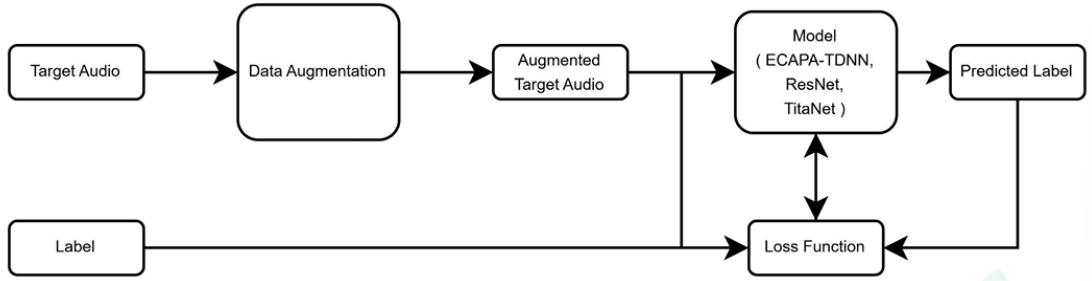 Target Audio
Data Augmentation
Augmented
Target Audio
Model
( ECAPA-TDNN,
ResNet,
TitaNet )
Predicted Label
Label
Loss Function